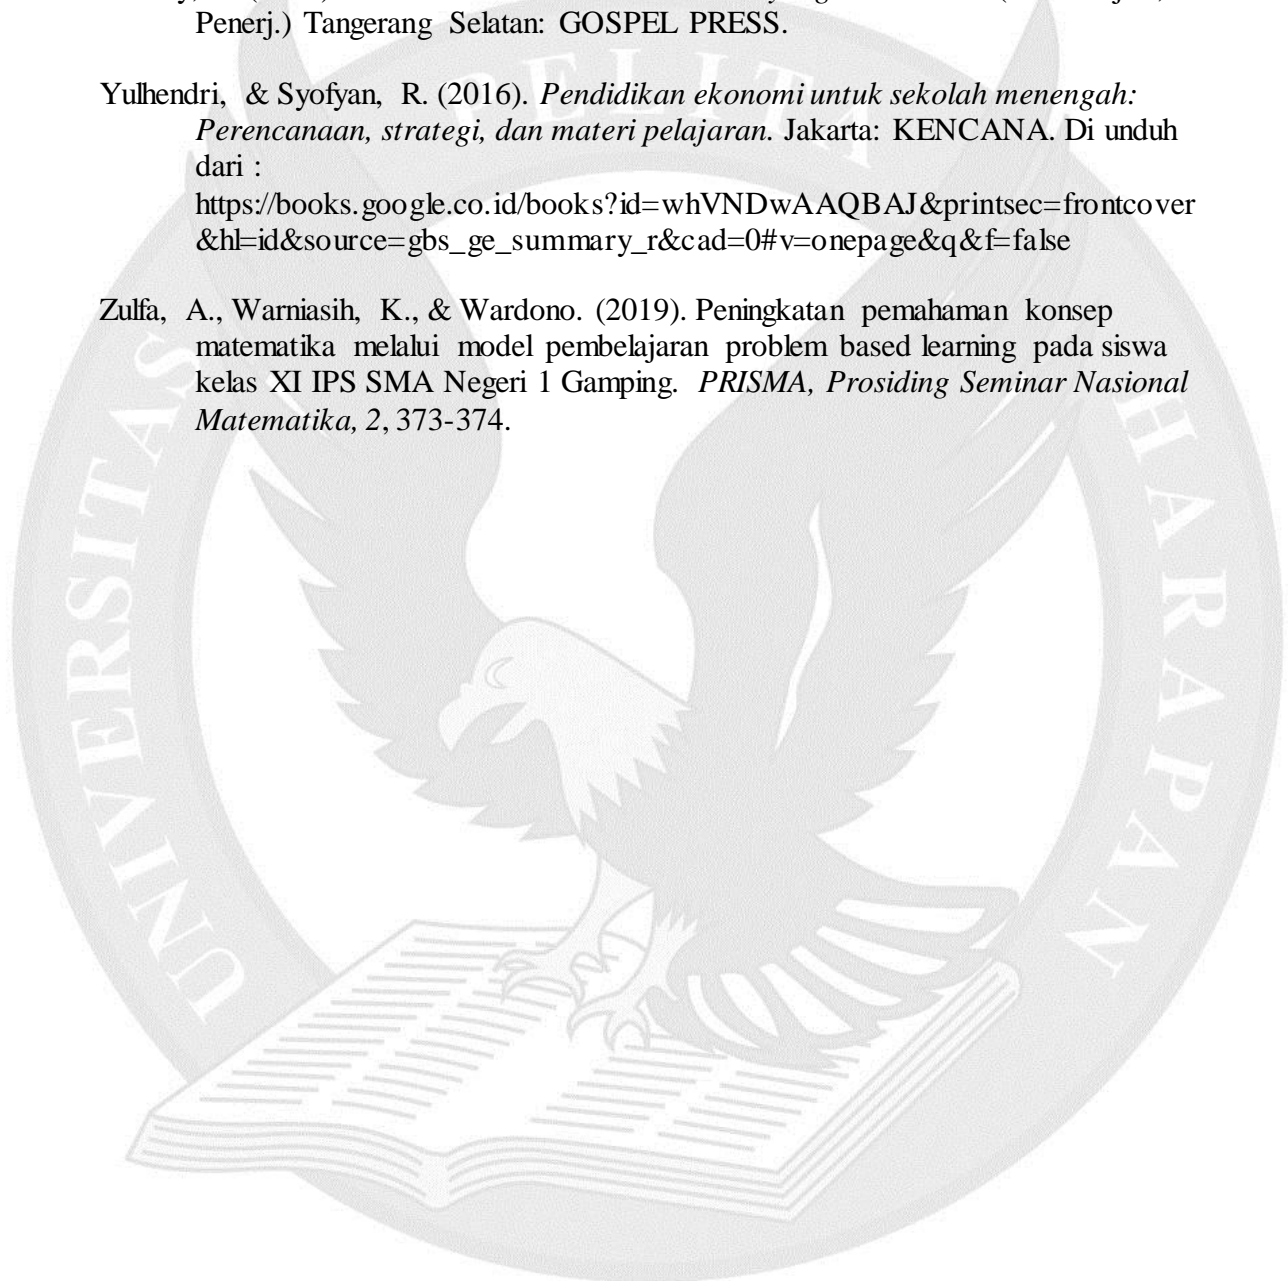 Penerj.) Tangerang Selatan: GOSPEL PRESS.
Yulhendri, & Syofyan, R. (2016). Pendidikan ekonomi untuk sekolah menengah:
Perencanaan, strategi, dan materi pelajaran. Jakarta: KENCANA. Di unduh
dari :
https://books.google.co.id/books?id=whVNDwAAQBAJ&printsec=frontcover
&hl=id&source=gbs_ge_summary_r&cad=0#v=onepage&q&f=false
Zulfa, A., Warniasih, K., & Wardono. (2019). Peningkatan pemahaman konsep
matematika melalui model pembelajaran problem based learning pada siswa
kelas XI IPS SMA Negeri 1 Gamping. PRISMA, Prosiding Seminar Nasional
Matematika, 2, 373-374.
UNIVERSITAS PELITA HARAPAN